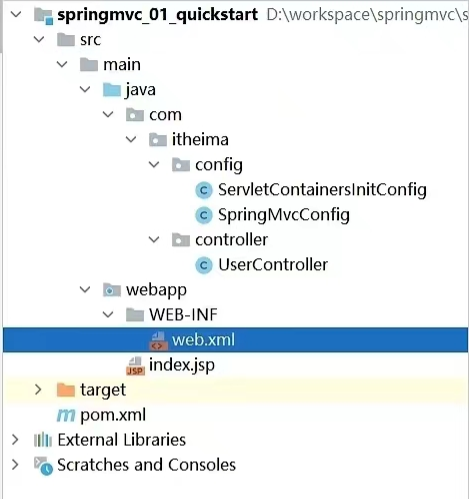 springmvc_01_quickstart D:\workspace\springmvc\s
src
main
java
com
itheima
config
C ServletContainersInitConfig
C SpringMvcConfig
controller
C UserController
webapp
WEB-INF
web.xml
JSP index.jsp
target
m pom.xml
External Libraries
Scratches and Consoles